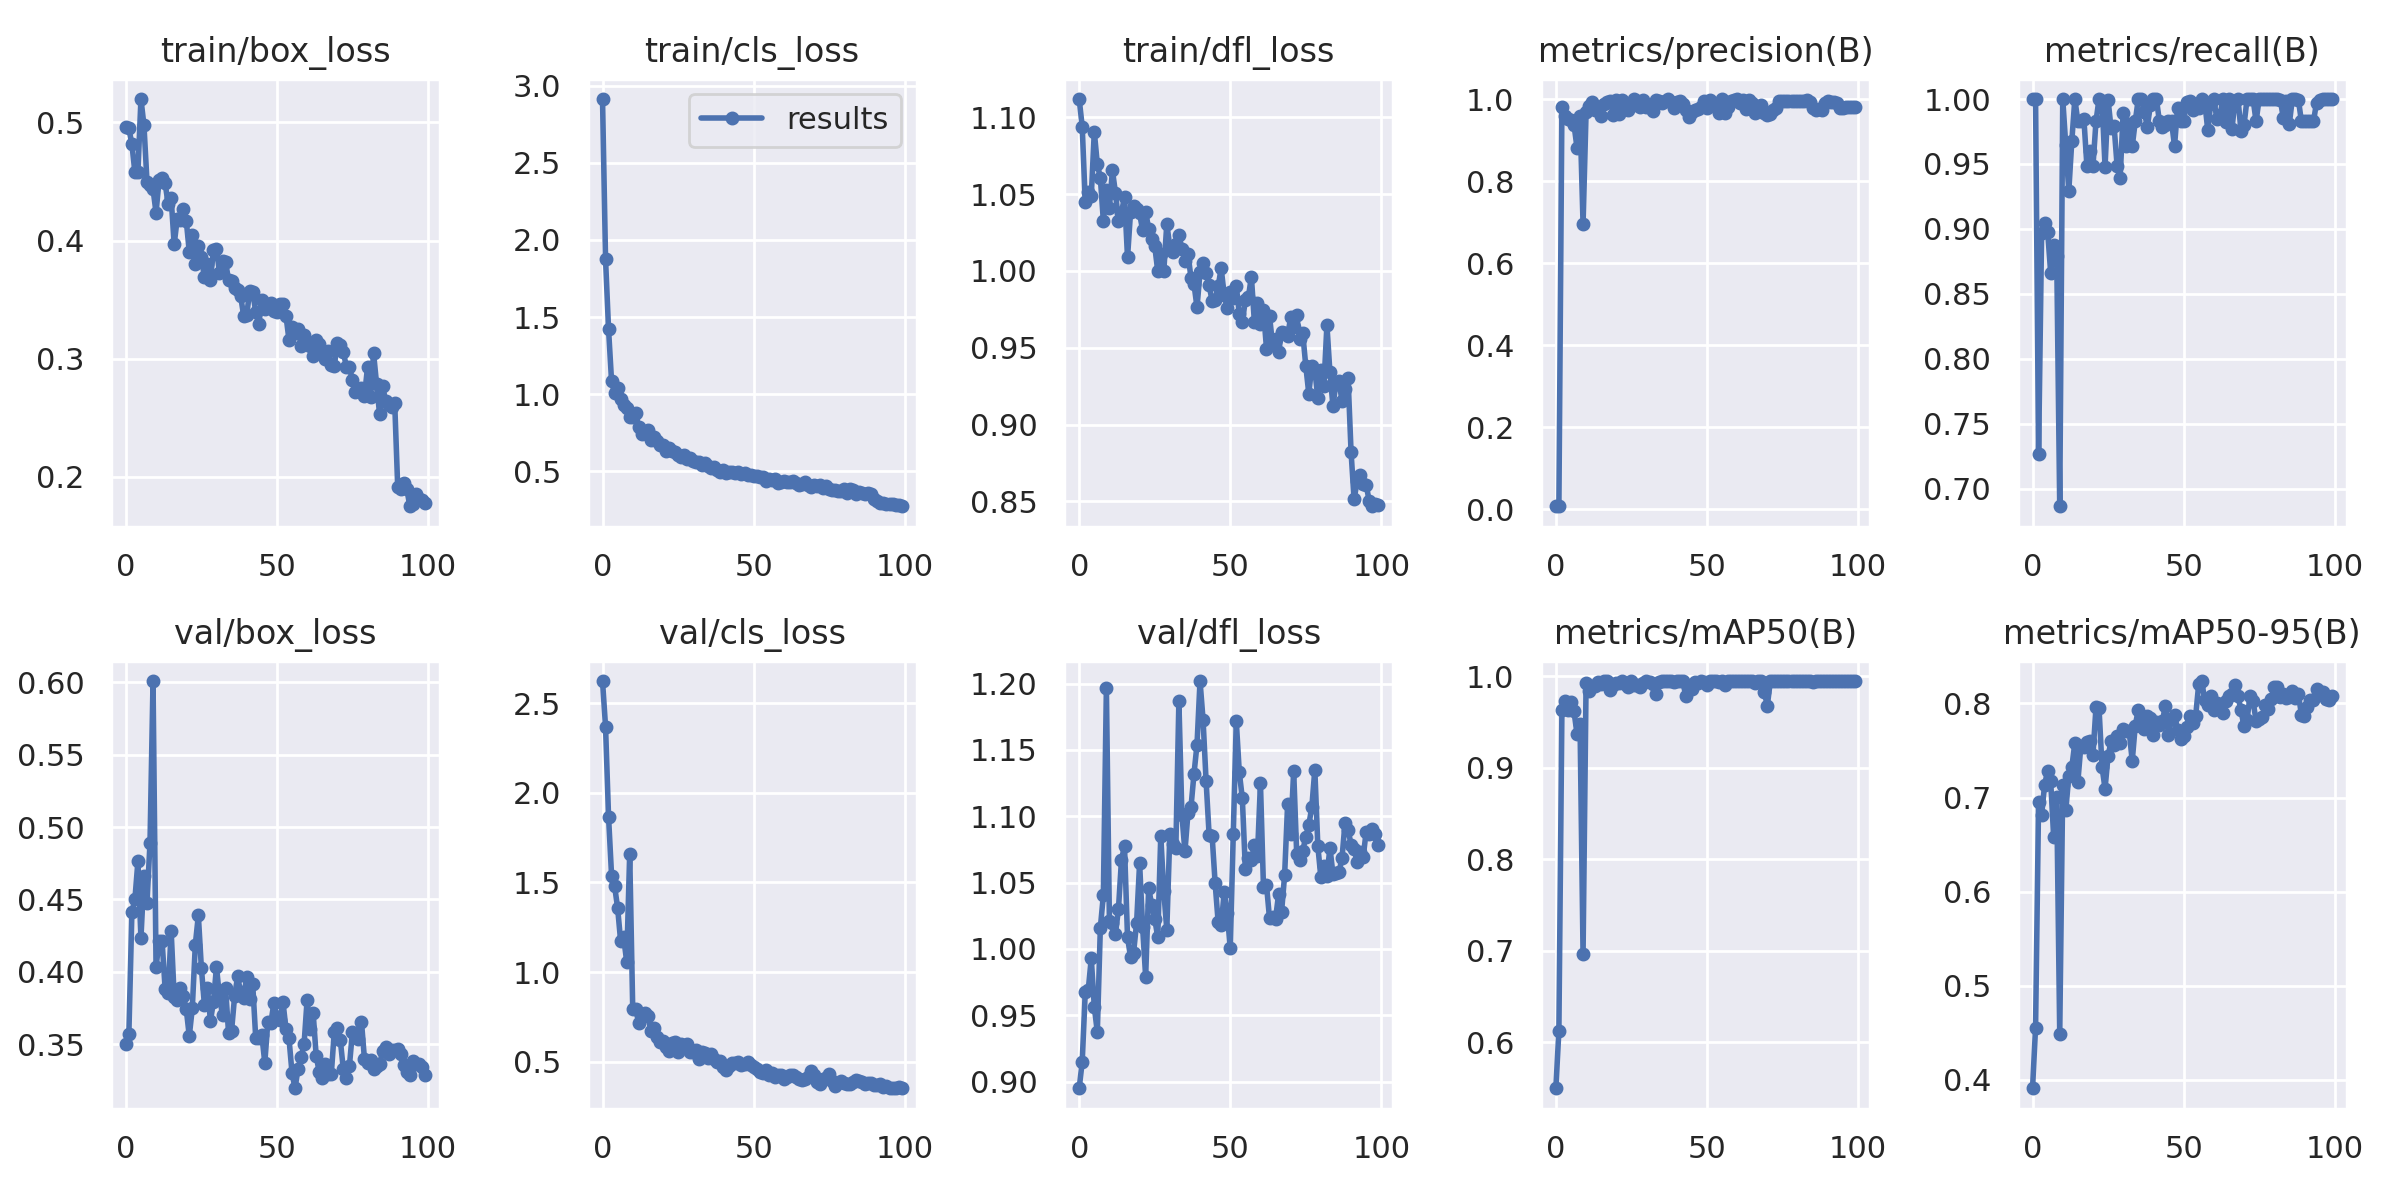 train/box_loss
0.5
0.4
0.3
0.2
0 50 100
train/cls_loss
results
3.0
2.5
2.0
1.5
1.0
0.5
0 50 100
train/dfl_loss
1.10
1.05
1.00
0.95
0.90
0.85
0 50 100
metrics/precision(B)
1.0
0.8
0.6
0.4
0.2
0.0
0 50 100
metrics/recall(B)
1.00
0.95
0.90
0.85
0.80
0.75
0.70
0 50 100
val/box_loss
0.60
0.55
0.50
0.45
0.40
0.35
0 50 100
val/cls_loss
2.5
2.0
1.5
1.0
0.5
0 50 100
val/dfl_loss
1.20
1.15
1.10
1.05
1.00
0.95
0.90
0 50 100
metrics/mAP50(B)
1.0
0.9
0.8
0.7
0.6
0 50 100
metrics/mAP50-95(B)
0.8
0.7
0.6
0.5
0.4
0 50 100